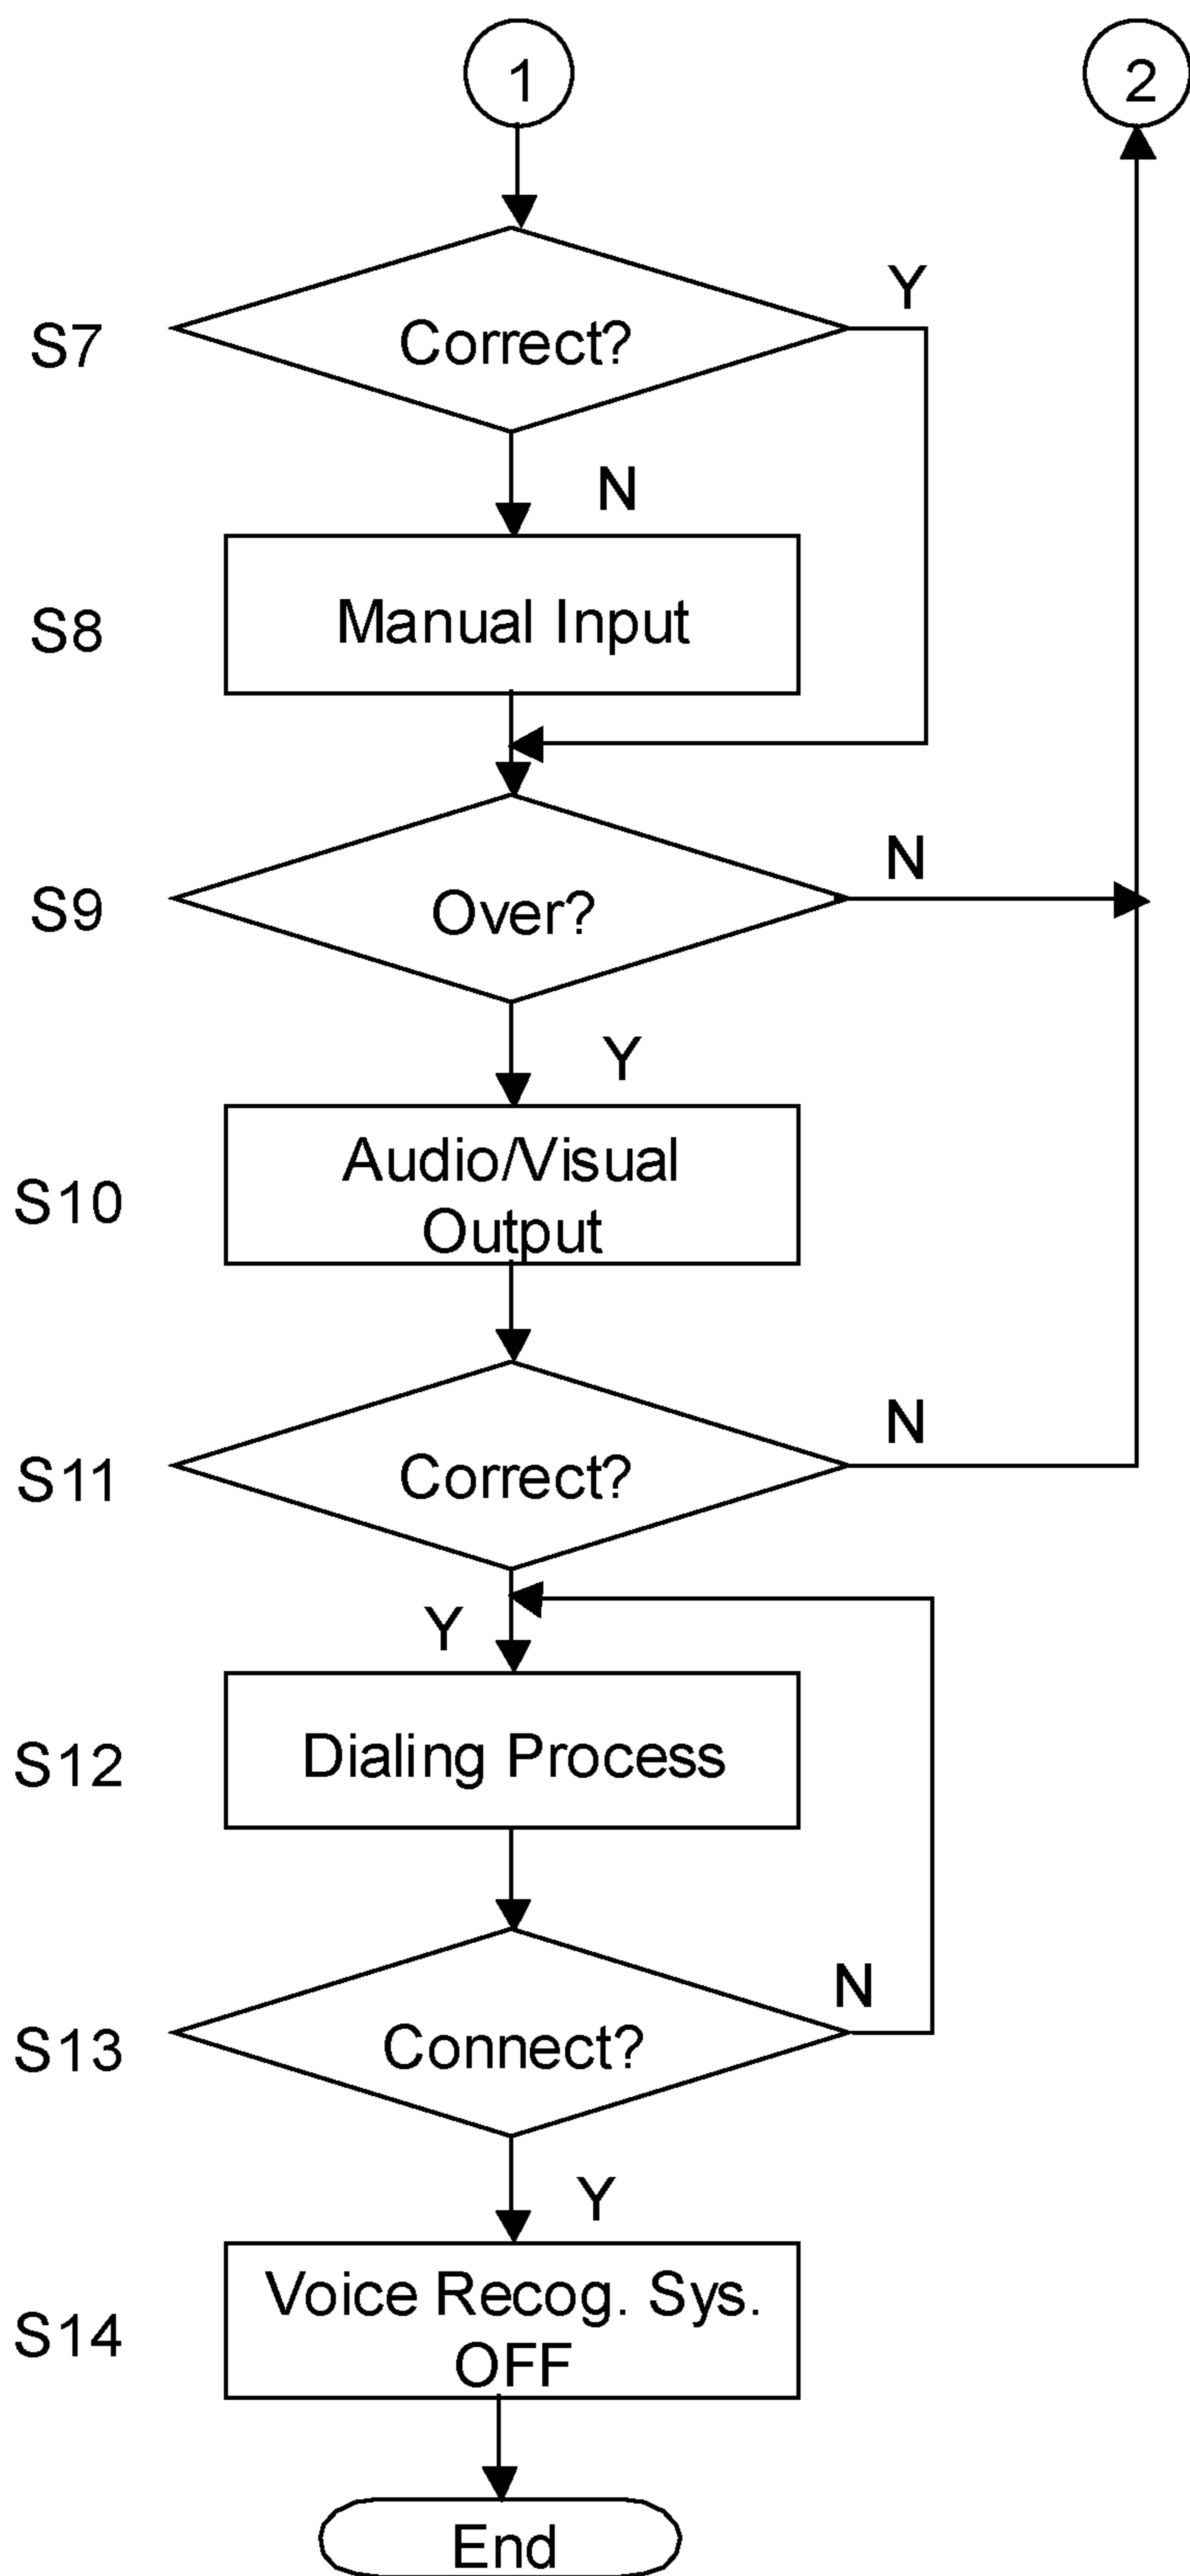 1
2
Y
S7
Correct?
N
S8
Manual Input
N
S9
Over?
Y
S10
Audio/Visual
Output
N
S11
Correct?
Y
S12
Dialing Process
N
S13
Connect?
Y
S14
Voice Recog. Sys.
OFF
End